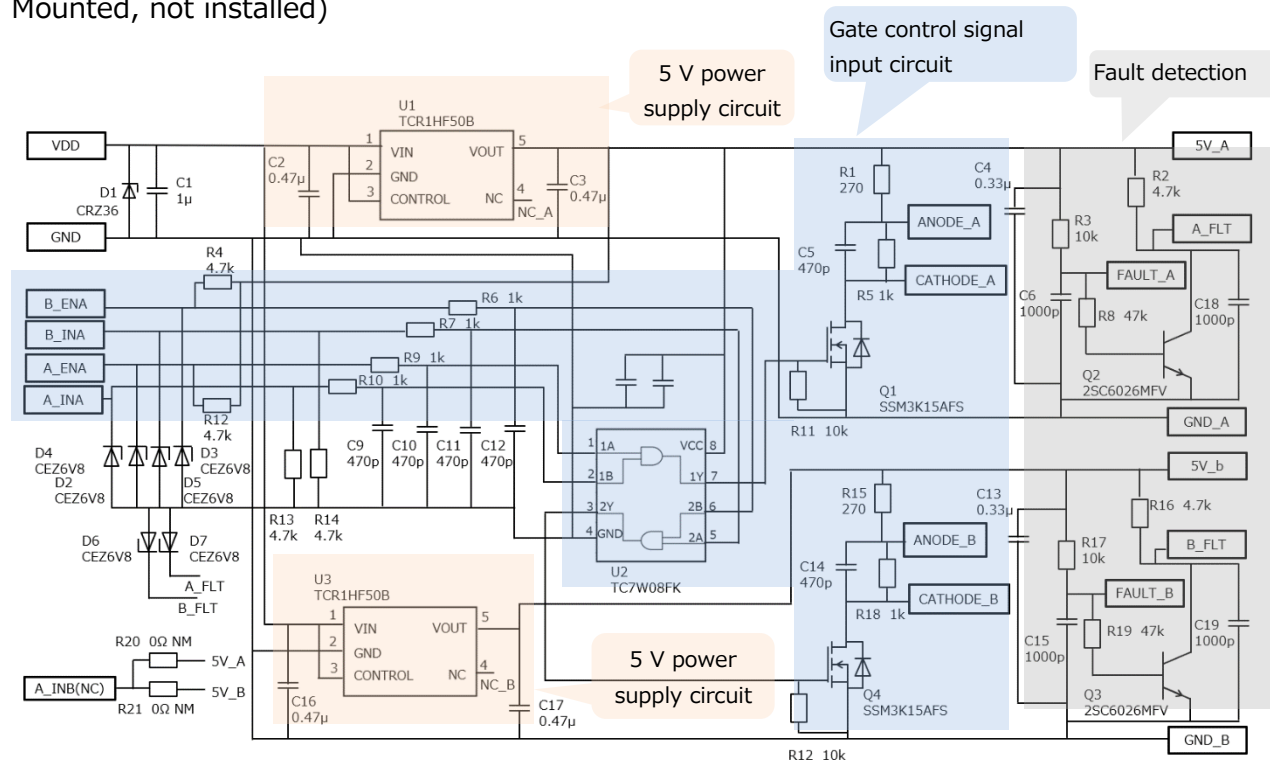 Mounted, not installed)
Gate control signal
input circuit
Fault detection
5 V power
supply circuit
U1
TCR1HF50B
VDD
D1
CRZ36
C1
1μ
GND
C2
0.47μ
1
VIN
VOUT
5
2
GND
3
CONTROL
NC
4
NC_A
C3
0.47μ
R1
270
C4
0.33μ
5V_A
R2
4.7k
R3
10k
A_FLT
ANODE_A
C5
470p
CATHODE_A
R5 1k
FAULT_A
C6
1000p
R8 47k
C18
1000p
R4
4.7k
B_ENA
R6 1k
B_INA
R7 1k
A_ENA
R9 1k
R10 1k
A_INA
R12
4.7k
Q1
SSM3K15AFS
Q2
2SC6026MFV
R11 10k
GND_A
D4
CEZ6V8
D2
CEZ6V8
D3
CEZ6V8
D5
CEZ6V8
C9
470p
C10
470p
C11
470p
C12
470p
1
1A
VCC
8
2
1B
1Y
7
3
2Y
2B
6
4
GND
2A
5
U2
TC7W08FK
R13
4.7k
R14
4.7k
D6
CEZ6V8
D7
CEZ6V8
A_FLT
B_FLT
5V_b
R15
270
C13
0.33μ
R16 4.7k
R17
10k
B_FLT
ANODE_B
C14
470p
CATHODE_B
R18 1k
FAULT_B
C15
1000p
R19 47k
C19
1000p
U3
TCR1HF50B
1
VIN
VOUT
5
2
GND
3
CONTROL
NC
4
NC_B
C16
0.47μ
C17
0.47μ
5 V power
supply circuit
R20 0Ω NM
5V_A
A_INB(NC)
5V_B
R21 0Ω NM
Q4
SSM3K15AFS
Q3
2SC6026MFV
GND_B
R12 10k